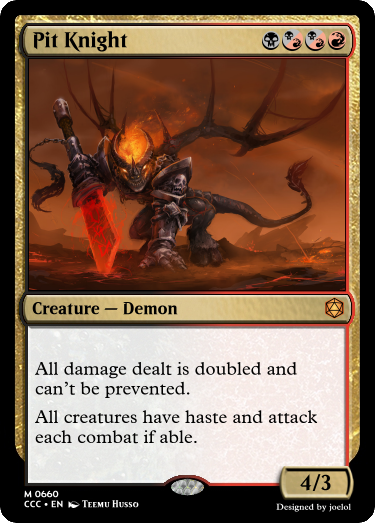 Pit Knight
Creature — Demon
All damage dealt is doubled and
can't be prevented.
All creatures have haste and attack
each combat if able.
4/3
M 0660
CCC • EN Teemu Husso
Designed by joelol